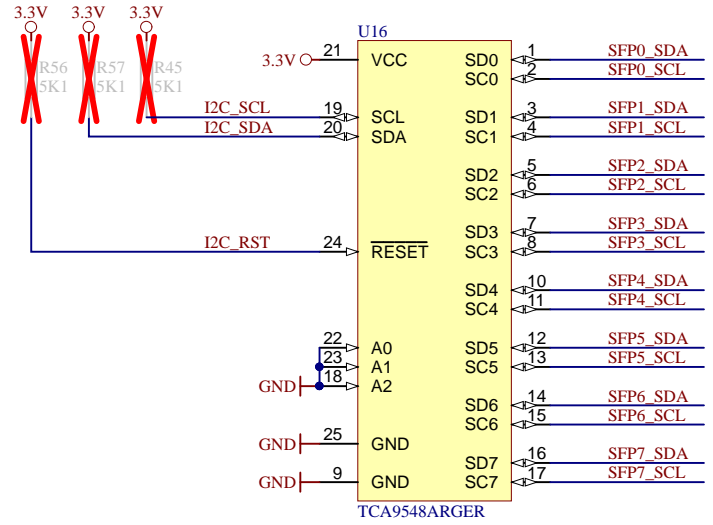 3.3V 3.3V 3.3V
U16
R56 R57 R45
5K1 5K1 5K1
3.3V 21 VCC SD0 1 SFP0_SDA
SC0 2 SFP0_SCL
I2C_SCL 19 SCL SD1 3 SFP1_SDA
I2C_SDA 20 SDA SC1 4 SFP1_SCL
SD2 5 SFP2_SDA
SC2 6 SFP2_SCL
SD3 7 SFP3_SDA
I2C_RST 24 RESET SC3 8 SFP3_SCL
SD4 10 SFP4_SDA
SC4 11 SFP4_SCL
22 A0 SD5 12 SFP5_SDA
23 A1 SC5 13 SFP5_SCL
GND 18 A2
SD6 14 SFP6_SDA
SC6 15 SFP6_SCL
GND 25 GND
SD7 16 SFP7_SDA
GND 9 GND SC7 17 SFP7_SCL
TCA9548ARGER